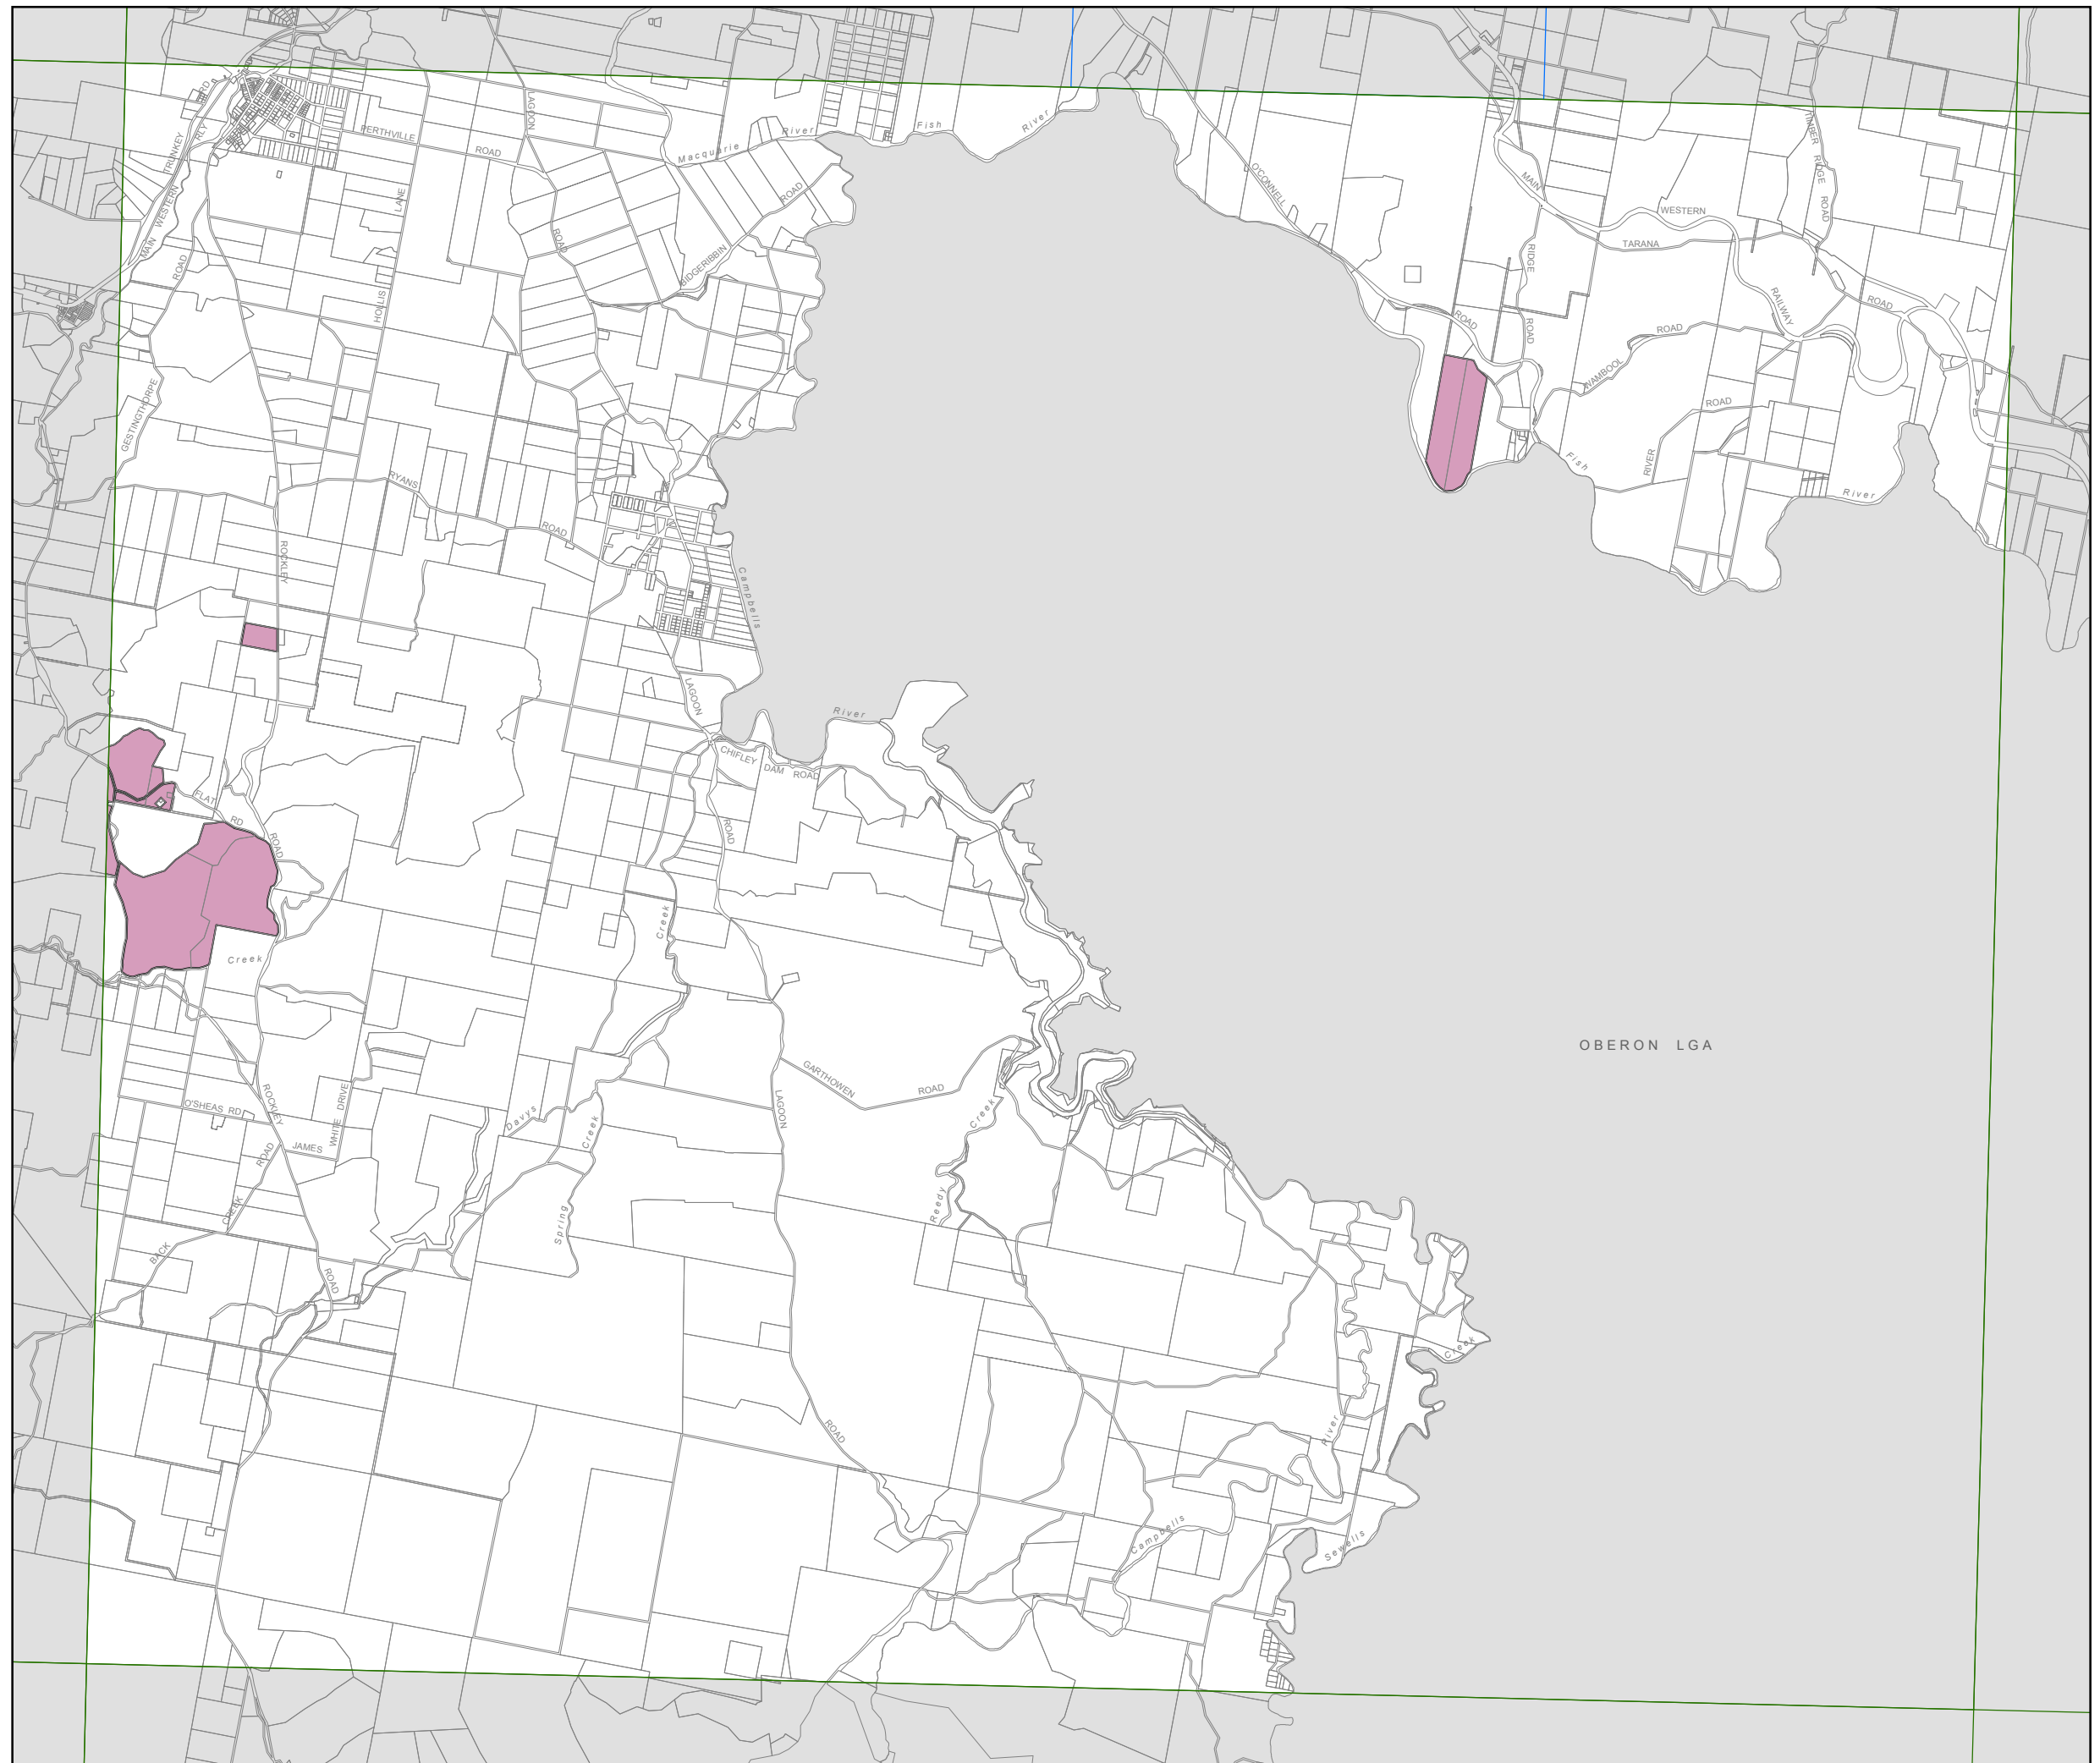 RD
TRUNKEY
RLY
MAIN WESTERN
ROAD
PERTHVILLE
ROAD
LAGOON
LANE
HOLLIS
ROAD
Macquarie
River
Fish
River
ROAD
BIDGERIBBIN
O'CONNELL
ROAD
MAIN
WESTERN
TARANA
RAILWAY
ROAD
TIMBER RIDGE ROAD
RIDGE
ROAD
WAMBOOL
ROAD
ROAD
RIVER
Fish
River
GESTINGTHORPE
RYANS
ROAD
ROCKLEY
Campbells
LAGOON
River
CHIFLEY DAM ROAD
ROAD
FLAT
RD
ROAD
Creek
Creek
OBERON LGA
GARTHOWEN
ROAD
LAGOON
Creek
Reedy
Davys
Creek
Spring
O'SHEAS RD
ROCKLEY
JAMES
WHITE DRIVE
ROAD
CREEK
BACK
ROAD
ROAD
Creek
River
Campbells
Sewells